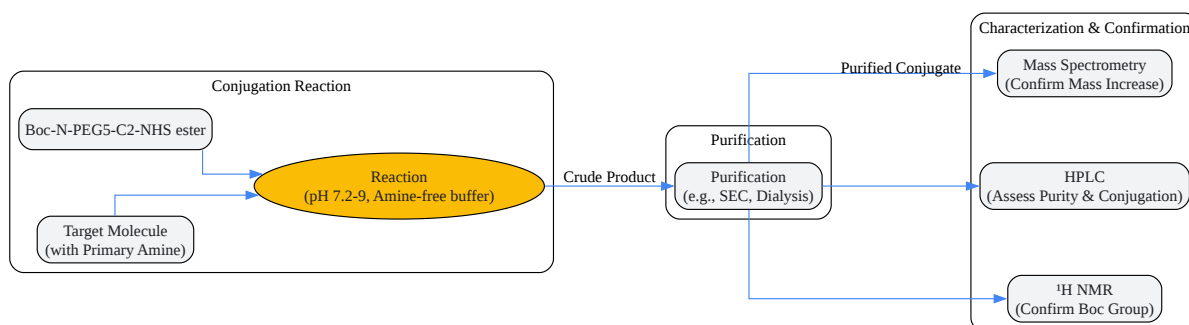 Conjugation Reaction
Boc-N-PEG5-C2-NHS ester
Target Molecule
(with Primary Amine)
Reaction
(pH 7.2-9, Amine-free buffer)
Crude Product
Purification
Purification
(e.g., SEC, Dialysis)
Purified Conjugate
Characterization & Confirmation
Mass Spectrometry
(Confirm Mass Increase)
HPLC
(Assess Purity & Conjugation)
¹H NMR
(Confirm Boc Group)